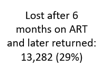 Lost after 6
months on ART
and later returned:
13,282 (29%)